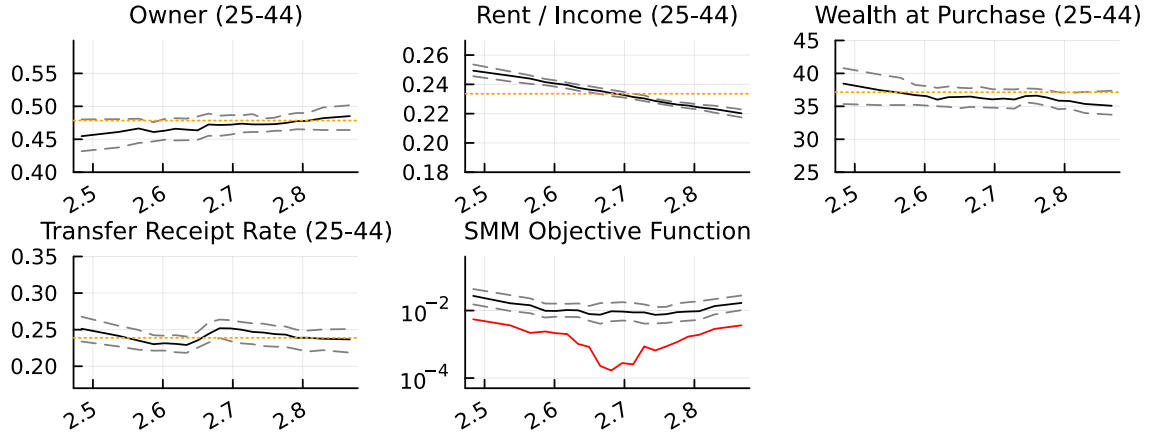 Owner (25-44)
0.55
0.50
0.45
0.40
2.5 2.6 2.7 2.8
Rent / Income (25-44)
0.26
0.24
0.22
0.20
0.18
2.5 2.6 2.7 2.8
Wealth at Purchase (25-44)
45
40
35
30
25
2.5 2.6 2.7 2.8
Transfer Receipt Rate (25-44)
0.35
0.30
0.25
0.20
2.5 2.6 2.7 2.8
SMM Objective Function
10⁻²
10⁻⁴
2.5 2.6 2.7 2.8